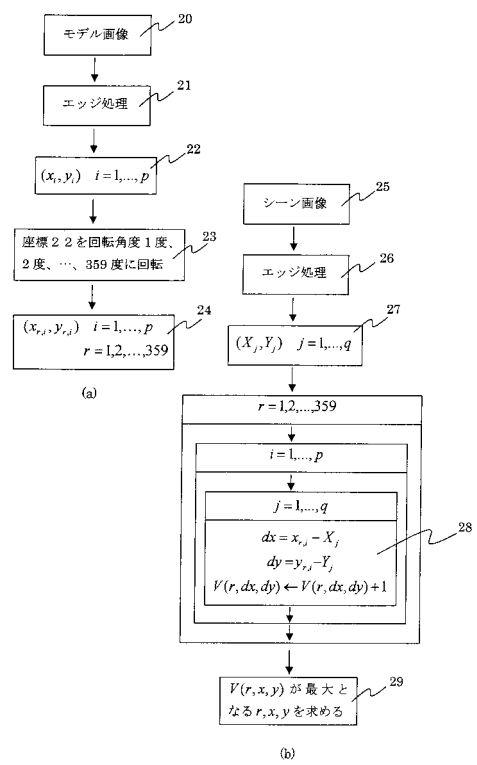 モデル画像
20
エッジ処理
21
(x_i, y_i) i = 1,..., p
22
座標22を回転角度1度、
2度、…、359度に回転
23
(x_{r,i}, y_{r,i}) i = 1,..., p
r = 1,2,...,359
24
(a)
シーン画像
25
エッジ処理
26
(X_j, Y_j) j = 1,..., q
27
r = 1,2,...,359
i = 1,..., p
j = 1,..., q
dx = x_{r,i} − X_j
dy = y_{r,i} − Y_j
V(r, dx, dy) ← V(r, dx, dy) + 1
28
V(r, x, y) が最大と
なる r, x, y を求める
29
(b)